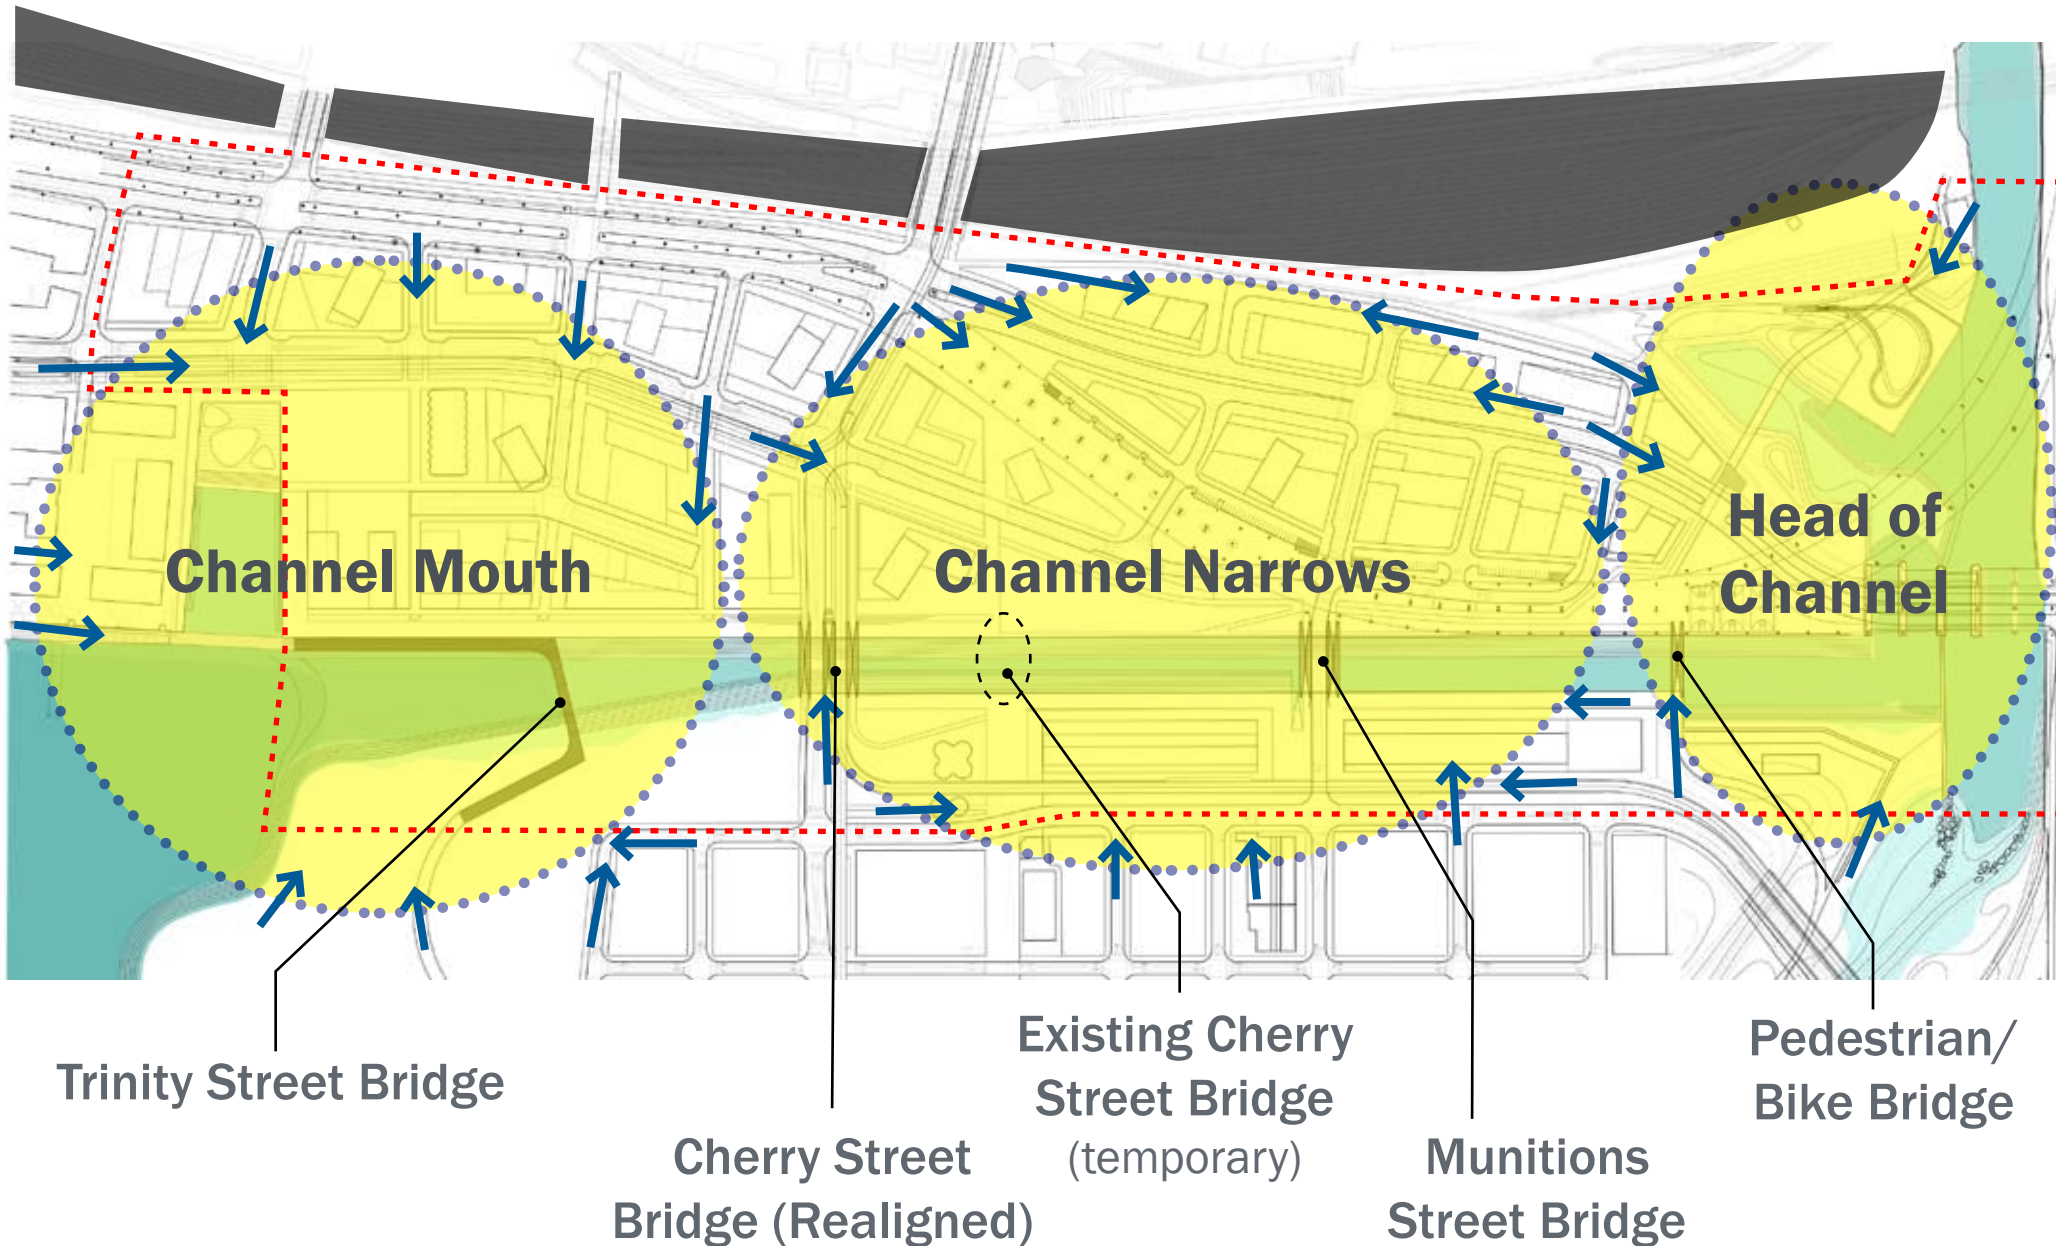 Channel Mouth
Channel Narrows
Head of
Channel
Trinity Street Bridge
Cherry Street
Bridge (Realigned)
Existing Cherry
Street Bridge
(temporary)
Munitions
Street Bridge
Pedestrian/
Bike Bridge